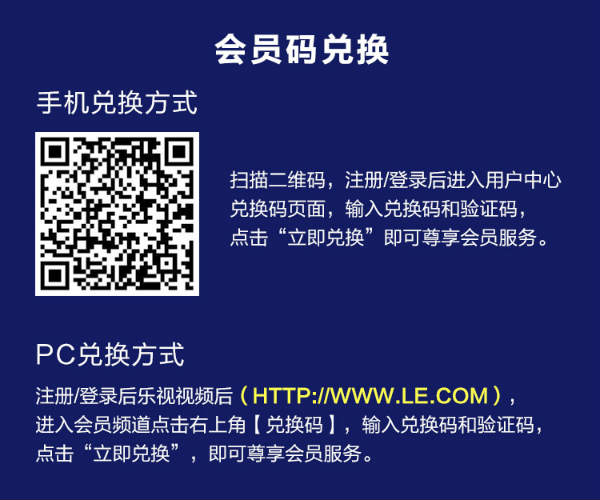 会员码兑换
手机兑换方式
扫描二维码，注册/登录后进入用户中心
兑换码页面，输入兑换码和验证码，
点击“立即兑换”即可尊享会员服务。
PC兑换方式
注册/登录后乐视视频后（HTTP://WWW.LE.COM），
进入会员频道点击右上角【兑换码】，输入兑换码和验证码，
点击“立即兑换”，即可尊享会员服务。